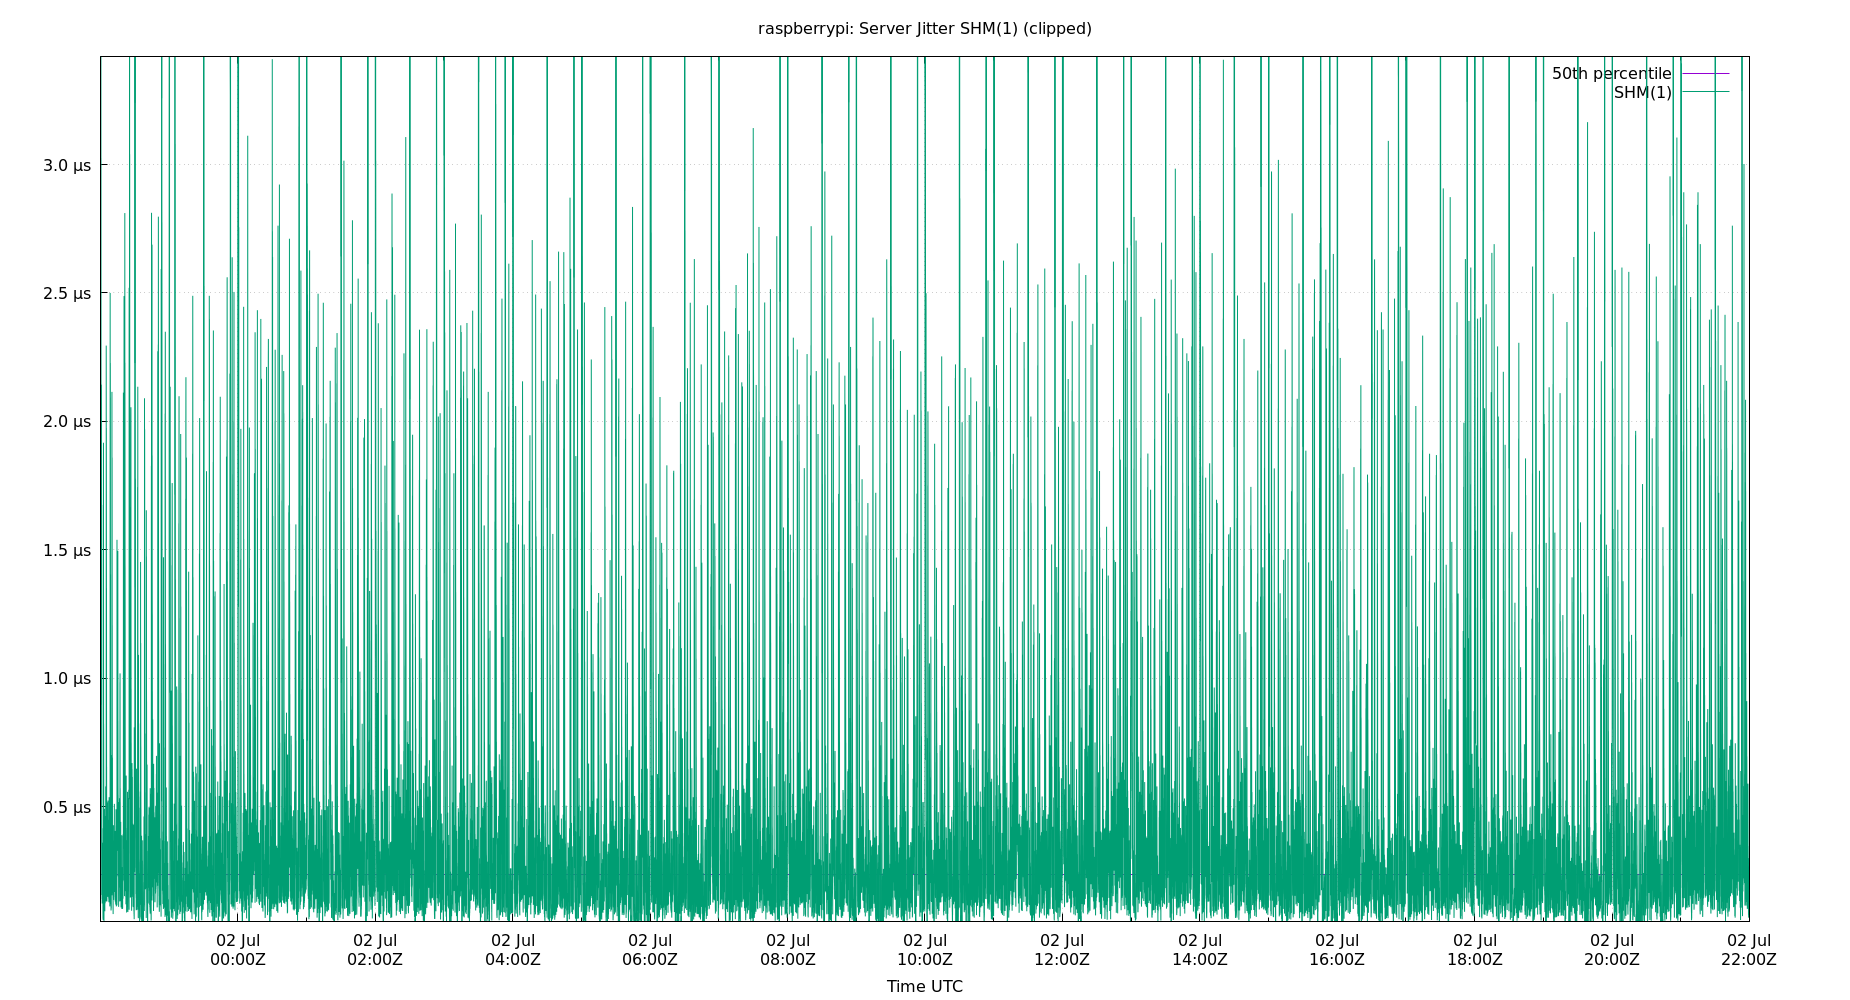 raspberrypi: Server Jitter SHM(1) (clipped)
50th percentile
SHM(1)
3.0 µs
2.5 µs
2.0 µs
1.5 µs
1.0 µs
0.5 µs
02 Jul 02 Jul 02 Jul 02 Jul 02 Jul 02 Jul 02 Jul 02 Jul 02 Jul 02 Jul 02 Jul 02 Jul
00:00Z 02:00Z 04:00Z 06:00Z 08:00Z 10:00Z 12:00Z 14:00Z 16:00Z 18:00Z 20:00Z 22:00Z
Time UTC